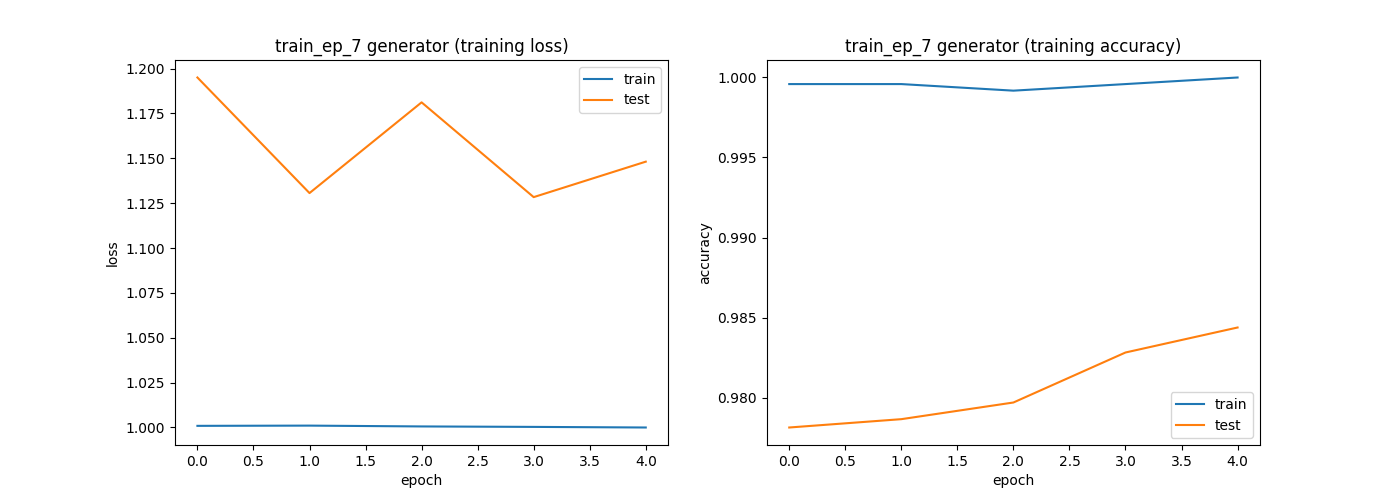 train_ep_7 generator (training loss)
1.200
1.175
1.150
1.125
1.100
1.075
1.050
1.025
1.000
loss
train
test
0.0 0.5 1.0 1.5 2.0 2.5 3.0 3.5 4.0
epoch
train_ep_7 generator (training accuracy)
1.000
0.995
0.990
0.985
0.980
accuracy
train
test
0.0 0.5 1.0 1.5 2.0 2.5 3.0 3.5 4.0
epoch